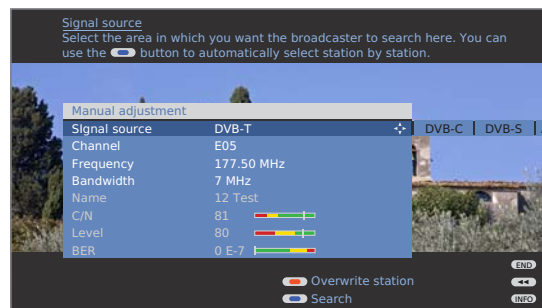 Signal source
Select the area in which you want the broadcaster to search here. You can
use the button to automatically select station by station.
Manual adjustment
SIgnal source DVB-T DVB-C DVB-S
Channel E05
Frequency 177.50 MHz
Bandwidth 7 MHz
Name 12 Test
C/N 81
Level 80
BER 0 E-7
END
Overwrite station
Search INFO